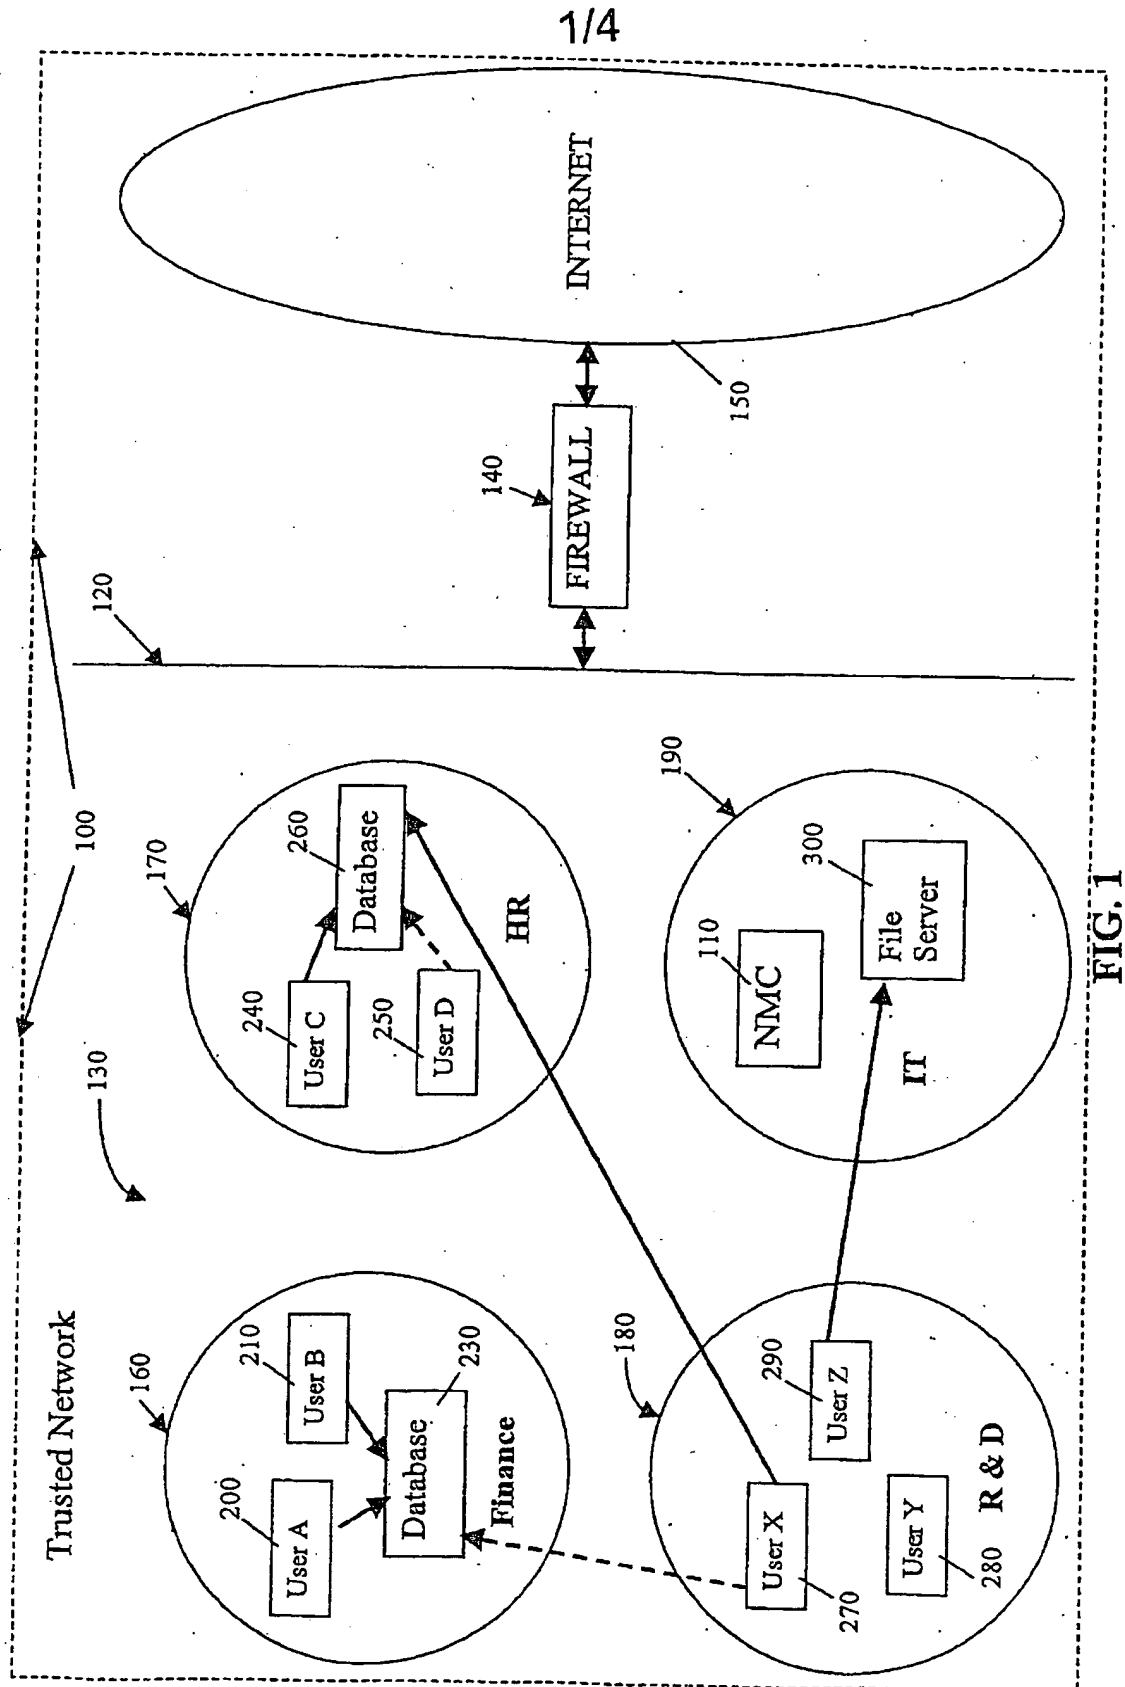 1/4
Trusted Network
130
100
120
160
200
User A
210
User B
230
Database
Finance
170
240
User C
250
User D
260
Database
HR
140
FIREWALL
150
INTERNET
180
270
User X
280
User Y
290
User Z
R & D
190
110
NMC
300
File
Server
IT
FIG. 1